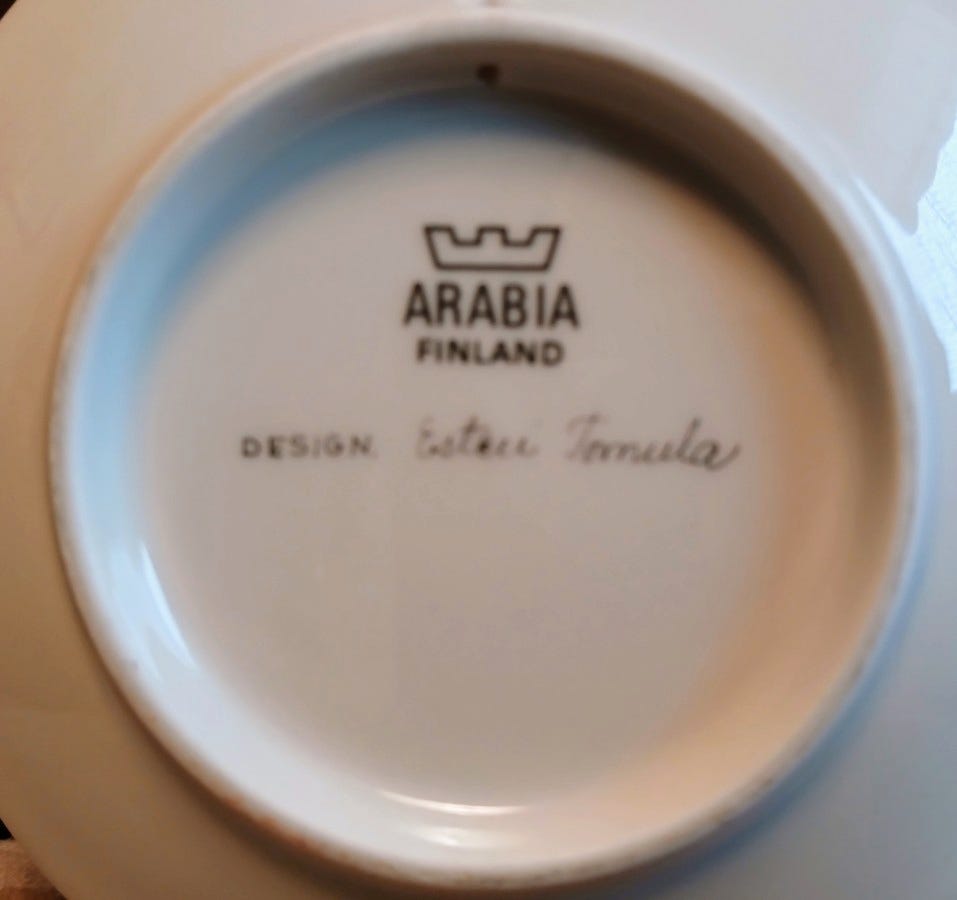 ARABIA
FINLAND
DESIGN. Esteri Tomula